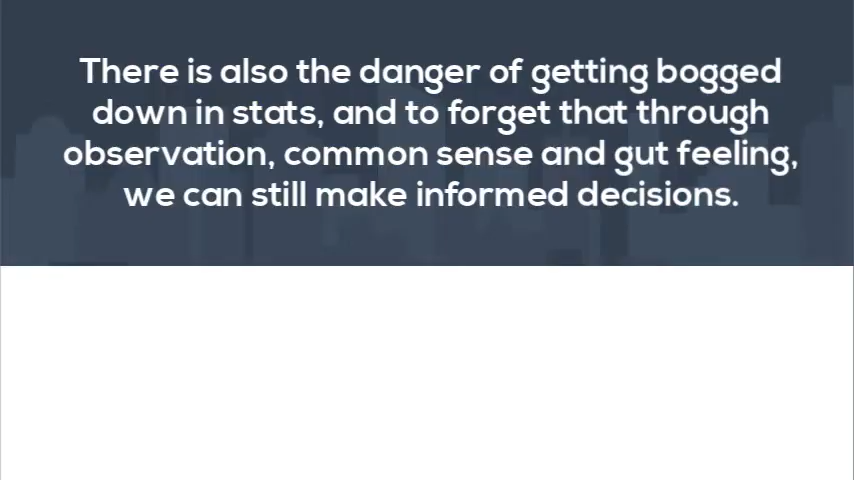 There is also the danger of getting bogged
down in stats, and to forget that through
observation, common sense and gut feeling,
we can still make informed decisions.